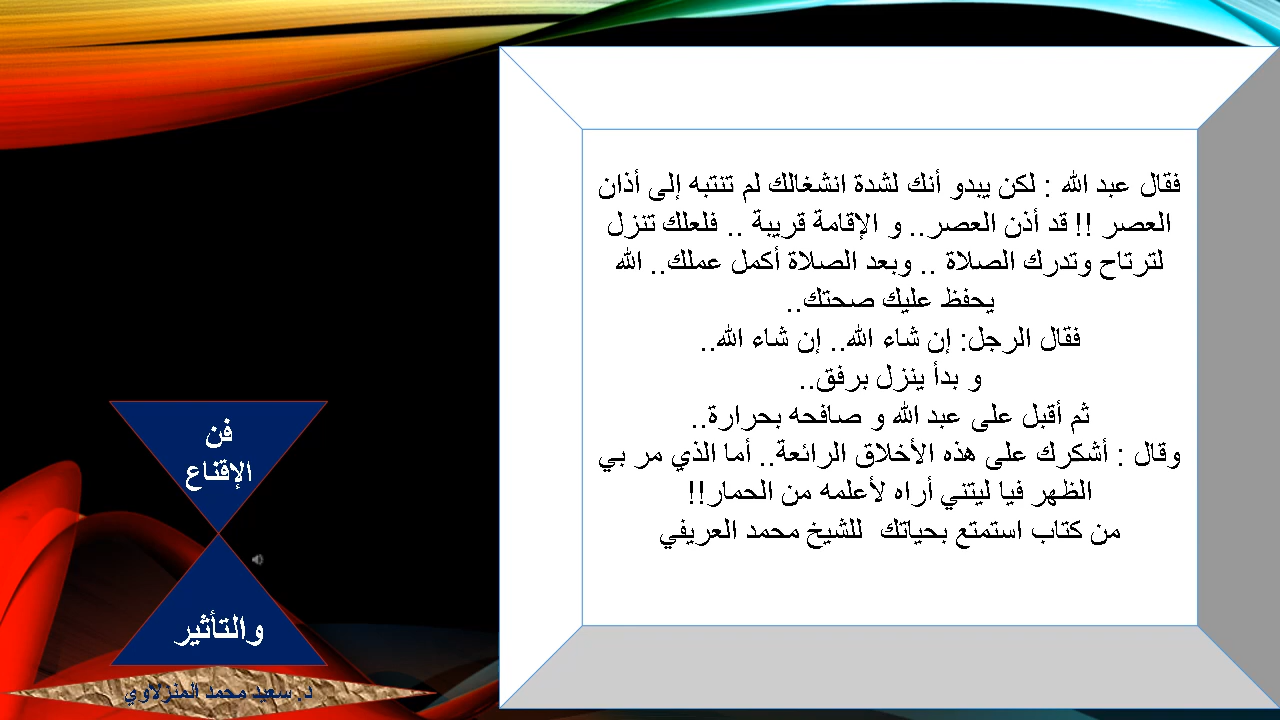 فقال عبد الله : لكن يبدو أنك لشدة انشغالك لم تنتبه إلى أذان
العصر !! قد أذن العصر.. و الإقامة قريبة .. فلعلك تنزل
لترتاح وتدرك الصلاة .. وبعد الصلاة أكمل عملك.. الله
يحفظ عليك صحتك..
فقال الرجل: إن شاء الله.. إن شاء الله..
و بدأ ينزل برفق..
ثم أقبل على عبد الله و صافحه بحرارة..
وقال : أشكرك على هذه الأخلاق الرائعة.. أما الذي مر بي
الظهر فيا ليتني أراه لأعلمه من الحمار!!
من كتاب استمتع بحياتك للشيخ محمد العريفي
فن
الإقناع
والتأثير
د. سعيد محمد المنزلاوي